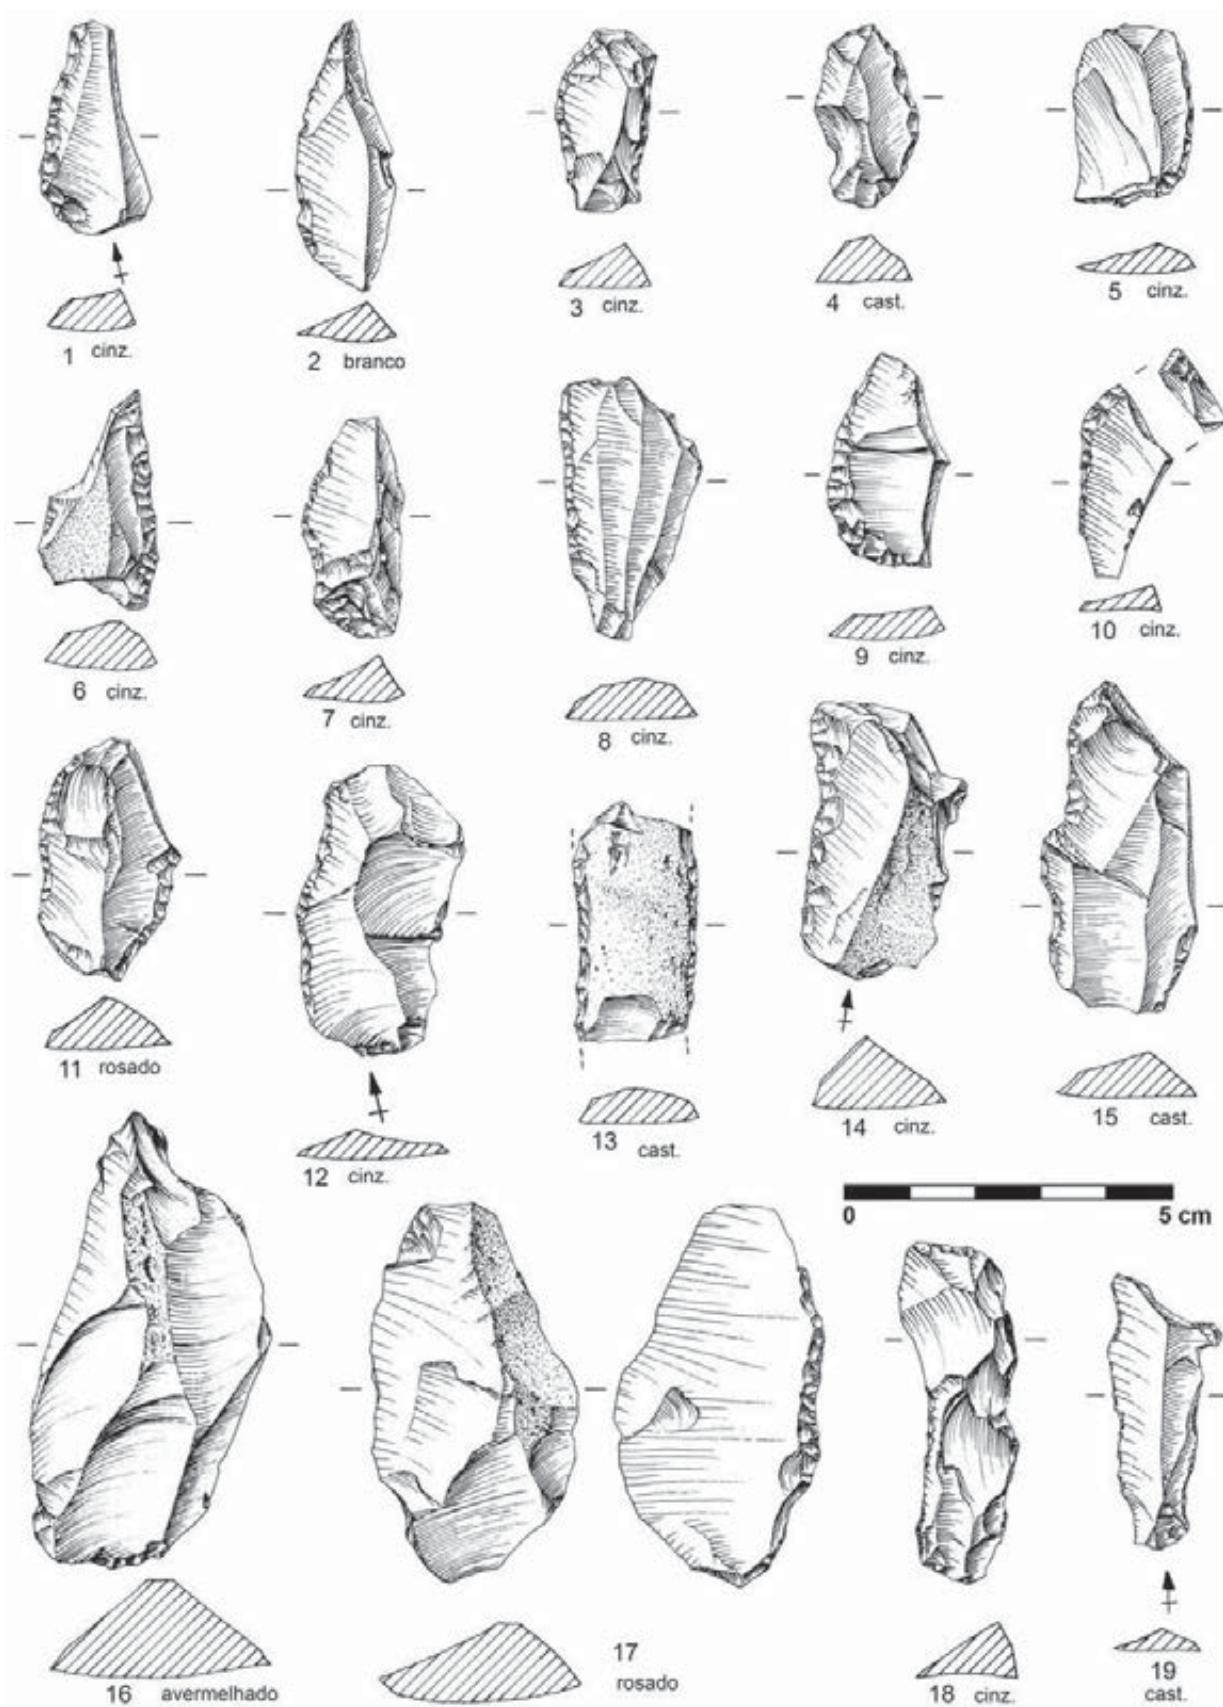 1 cinz.
2 branco
3 cinz.
4 cast.
5 cinz.
6 cinz.
7 cinz.
8 cinz.
9 cinz.
10 cinz.
11 rosado
12 cinz.
13 cast.
14 cinz.
15 cast.
0 5 cm
16 avermelhado
17
rosado
18 cinz.
19
cast.